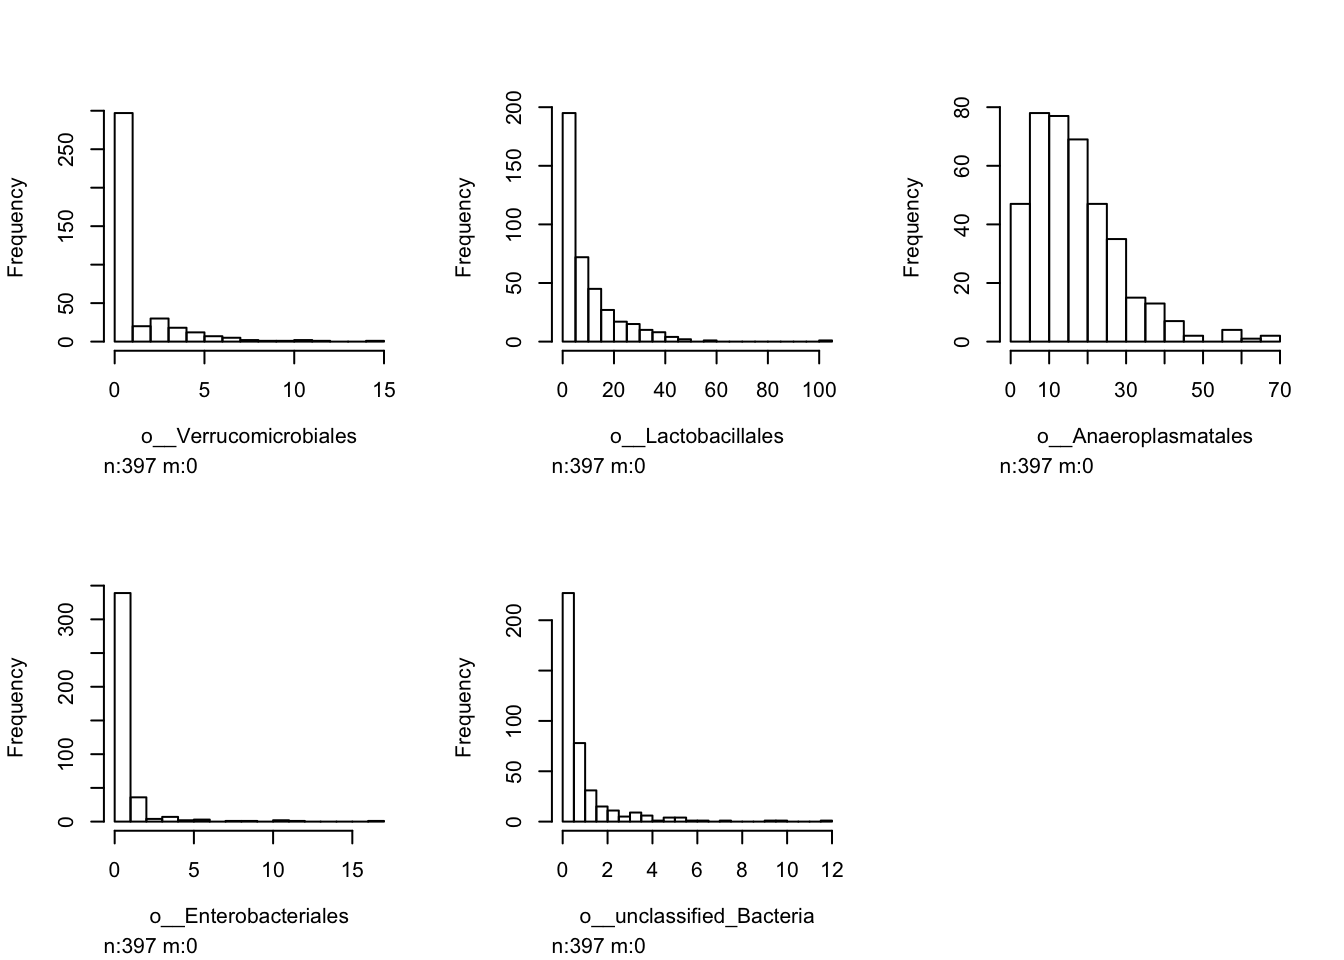 Frequency
0 50 150 250
0 5 10 15
o__Verrucomicrobiales
n:397 m:0
Frequency
0 50 100 150 200
0 20 40 60 80 100
o__Lactobacillales
n:397 m:0
Frequency
0 20 40 60 80
0 10 30 50 70
o__Anaeroplasmatales
n:397 m:0
Frequency
0 100 200 300
0 5 10 15
o__Enterobacteriales
n:397 m:0
Frequency
0 50 100 200
0 2 4 6 8 10 12
o__unclassified_Bacteria
n:397 m:0